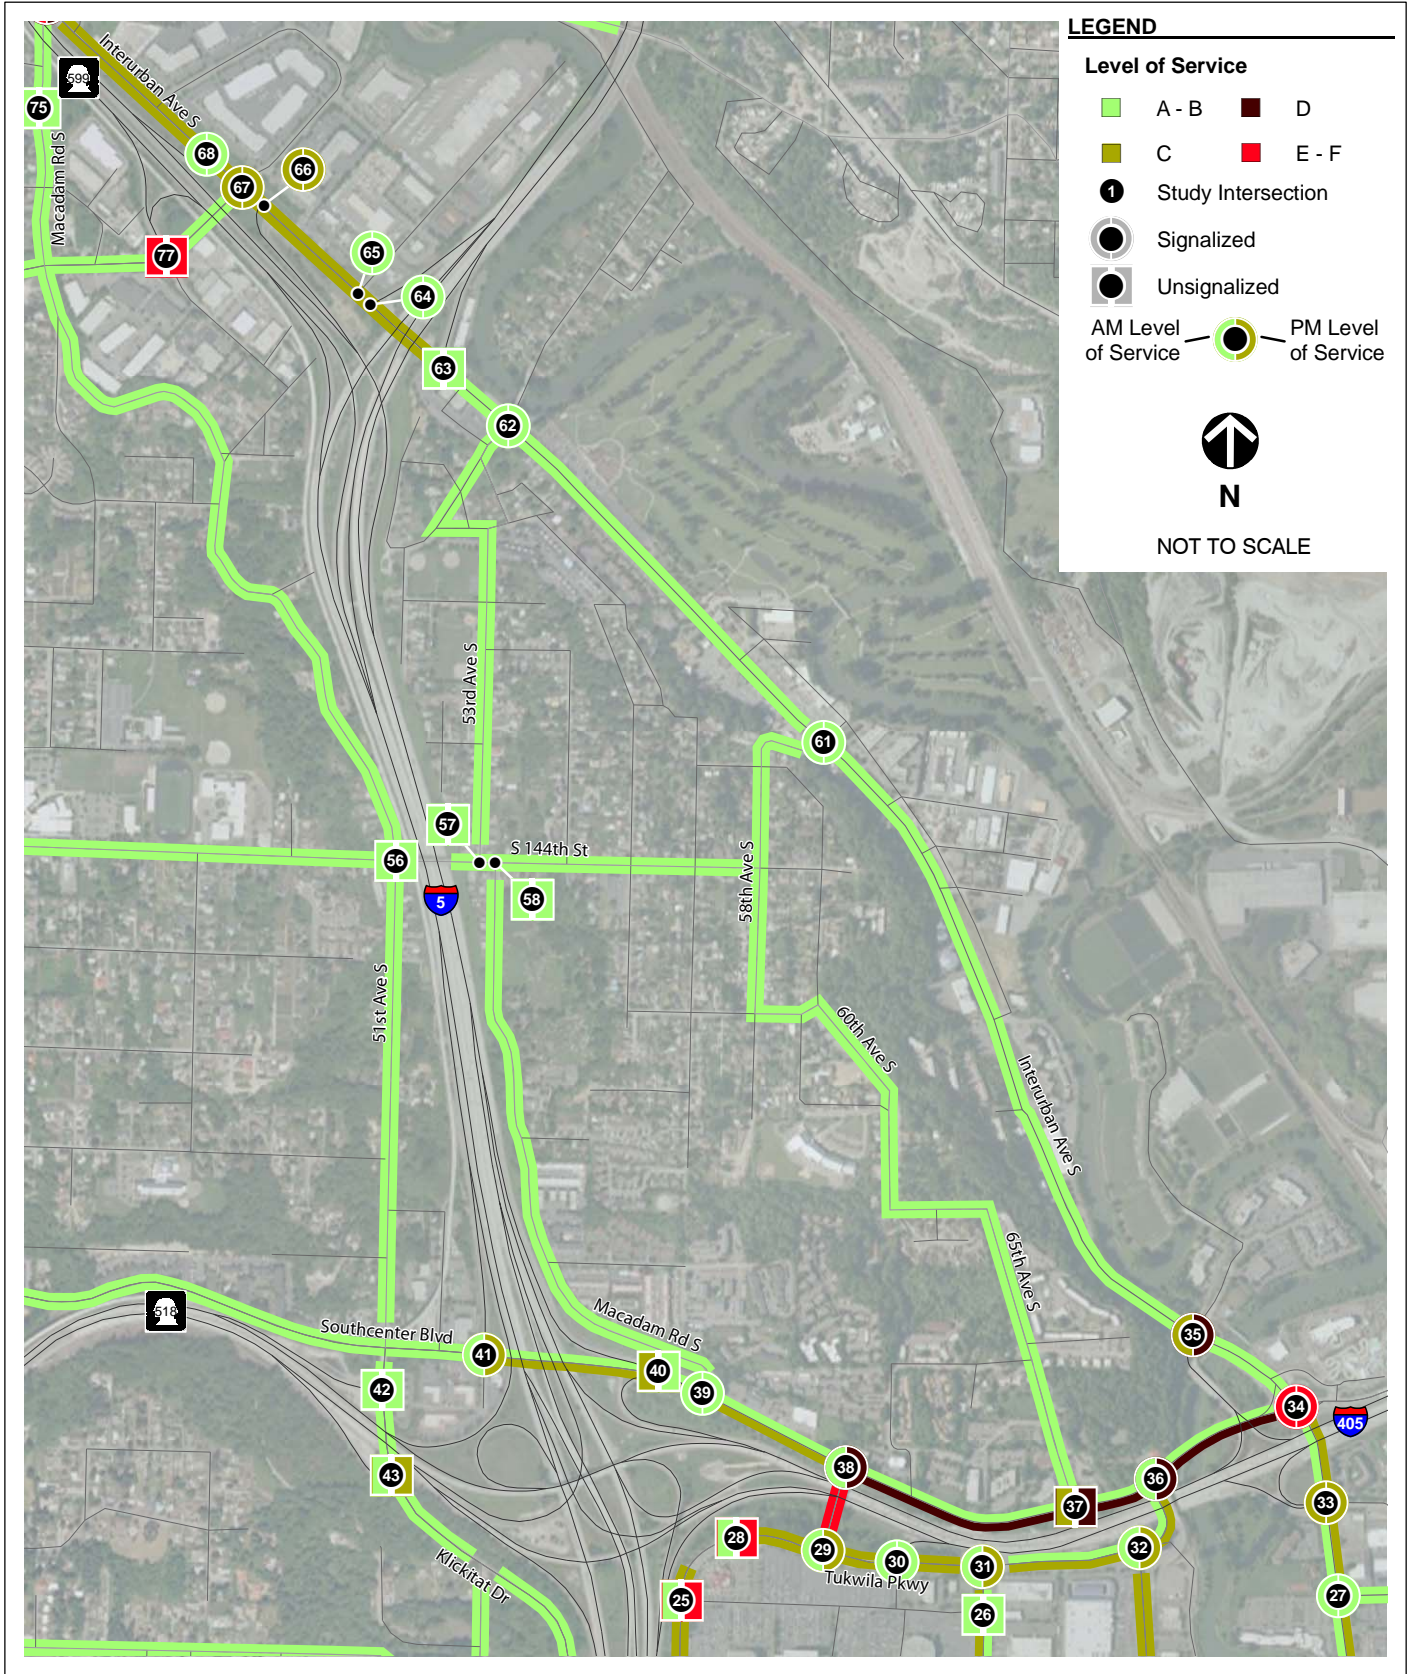 LEGEND
Level of Service
A - B
D
C
E - F
1
Study Intersection
Signalized
Unsignalized
AM Level
of Service
PM Level
of Service
N
NOT TO SCALE
Interurban Ave S
599
75
Macadam Rd S
68
67
66
77
65
64
63
62
53rd Ave S
61
57
S 144th St
56
58
5
58th Ave S
51st Ave S
60th Ave S
Interurban Ave S
65th Ave S
518
Southcenter Blvd
Macadam Rd S
41
40
35
42
39
34
405
43
38
36
37
33
28
29
30
31
32
Tukwila Pkwy
Klickitat Dr
25
26
27